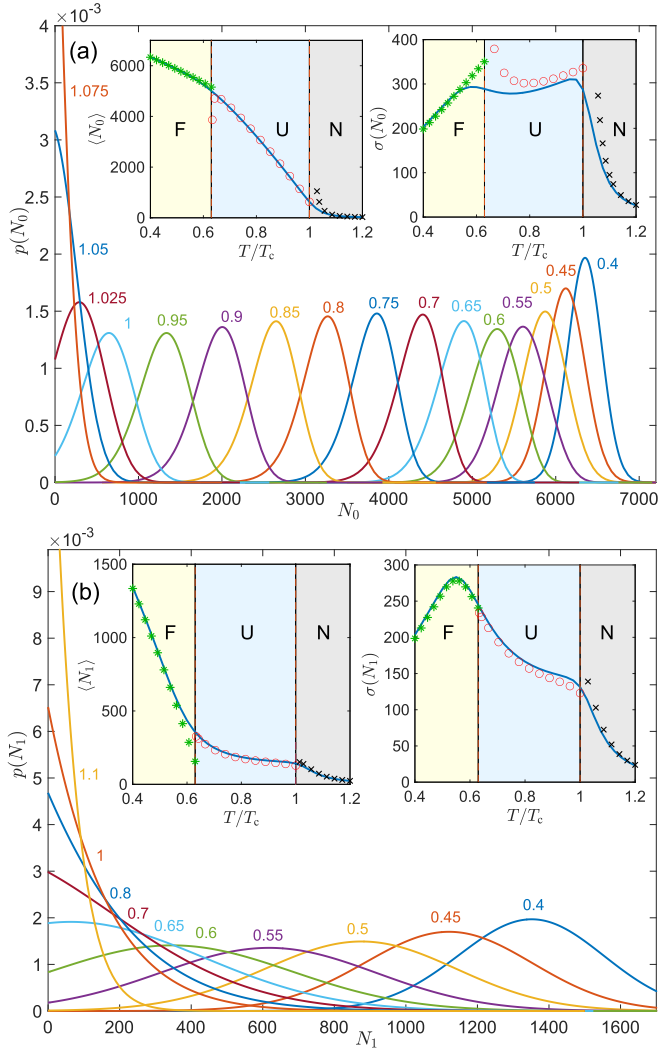 ×10⁻³
(a)
1.075
1.05
1.025
1
0.95
0.9
0.85
0.8
0.75
0.7
0.65
0.6
0.55
0.5
0.45
0.4
p(N₀)
4
3.5
3
2.5
2
1.5
1
0.5
0
0 1000 2000 3000 4000 5000 6000 7000
N₀
⟨N₀⟩
6000
4000
2000
0
F U N
0.4 0.6 0.8 1 1.2
T/T_c
σ(N₀)
400
300
200
100
0
F U N
0.4 0.6 0.8 1 1.2
T/T_c
×10⁻³
(b)
1.1
1
0.8
0.7
0.65
0.6
0.55
0.5
0.45
0.4
p(N₁)
9
8
7
6
5
4
3
2
1
0
0 200 400 600 800 1000 1200 1400 1600
N₁
⟨N₁⟩
1500
1000
500
0
F U N
0.4 0.6 0.8 1 1.2
T/T_c
σ(N₁)
300
250
200
150
100
50
0
F U N
0.4 0.6 0.8 1 1.2
T/T_c